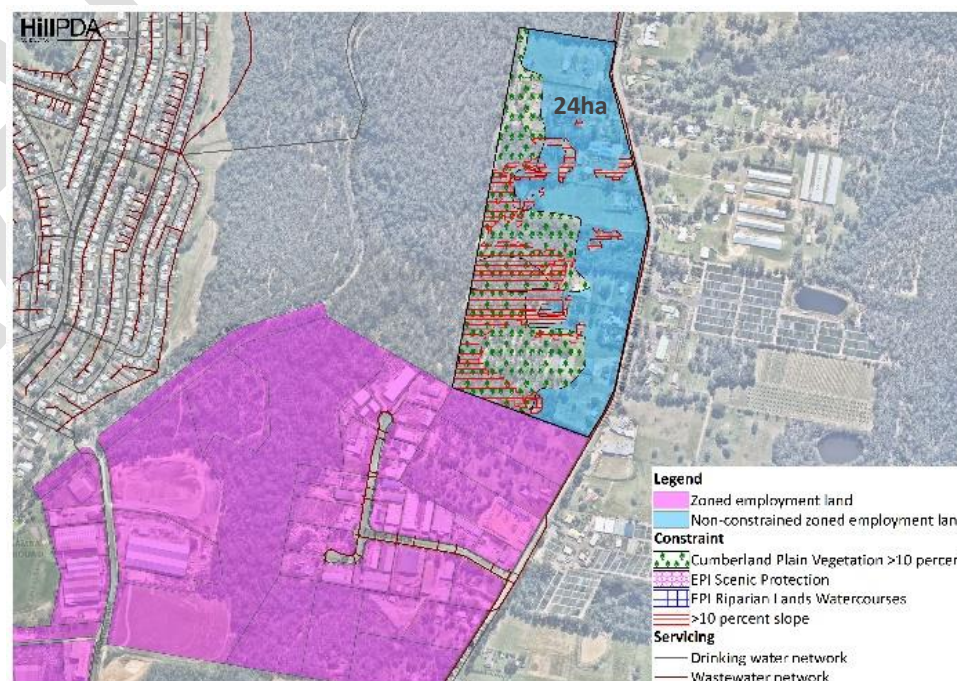 HillPDA
24ha
Legend
Zoned employment land
Non-constrained zoned employment lan
Constraint
Cumberland Plain Vegetation >10 percen
EPI Scenic Protection
EPI Riparian Lands Watercourses
>10 percent slope
Servicing
Drinking water network
Wastewater network